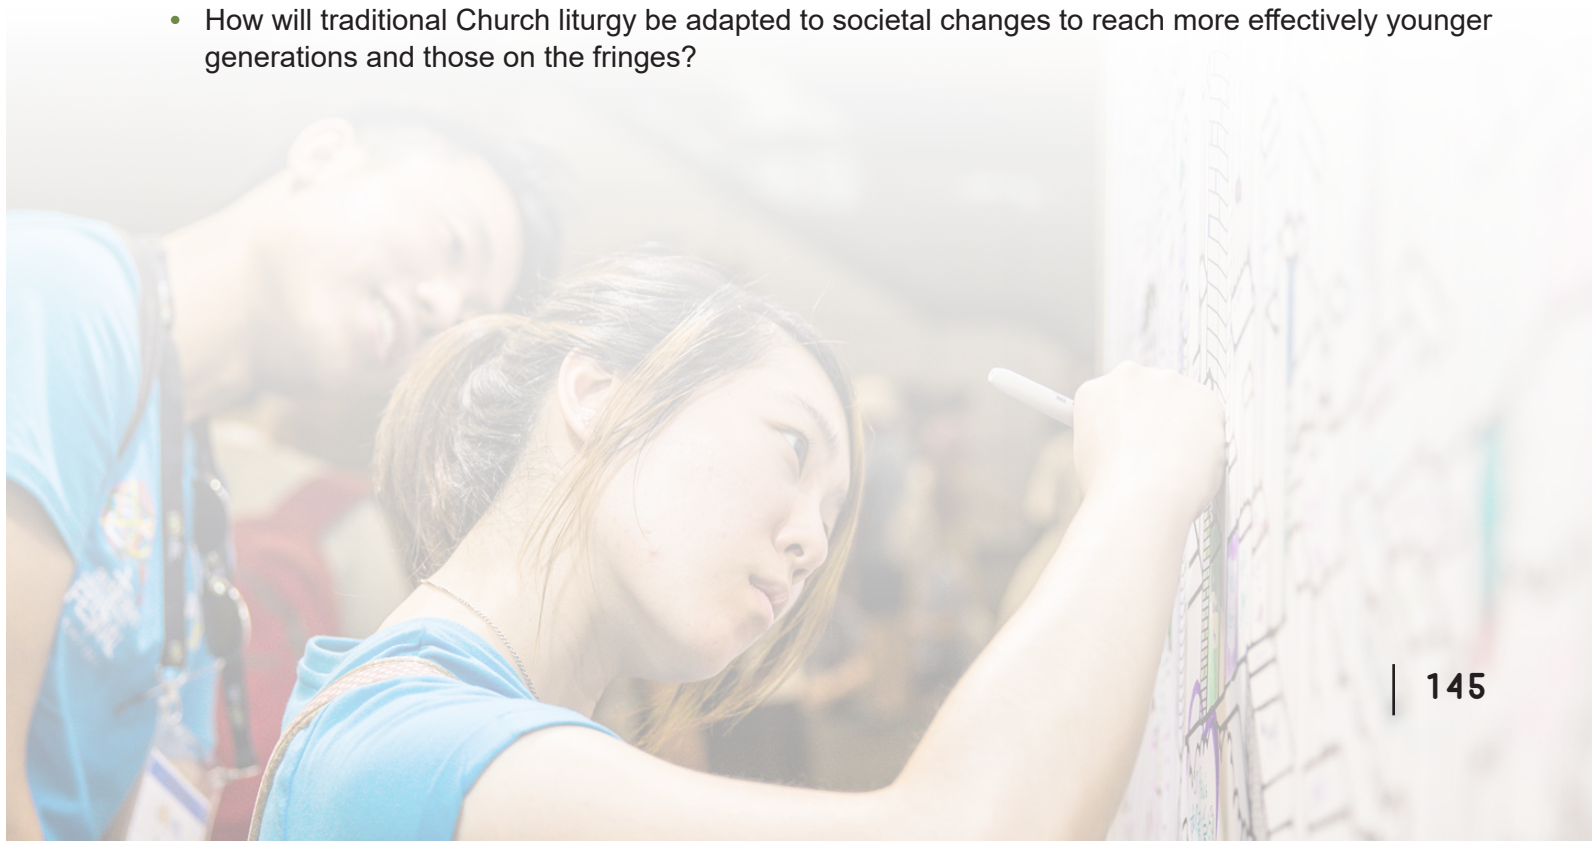 • How will traditional Church liturgy be adapted to societal changes to reach more effectively younger
generations and those on the fringes?
145